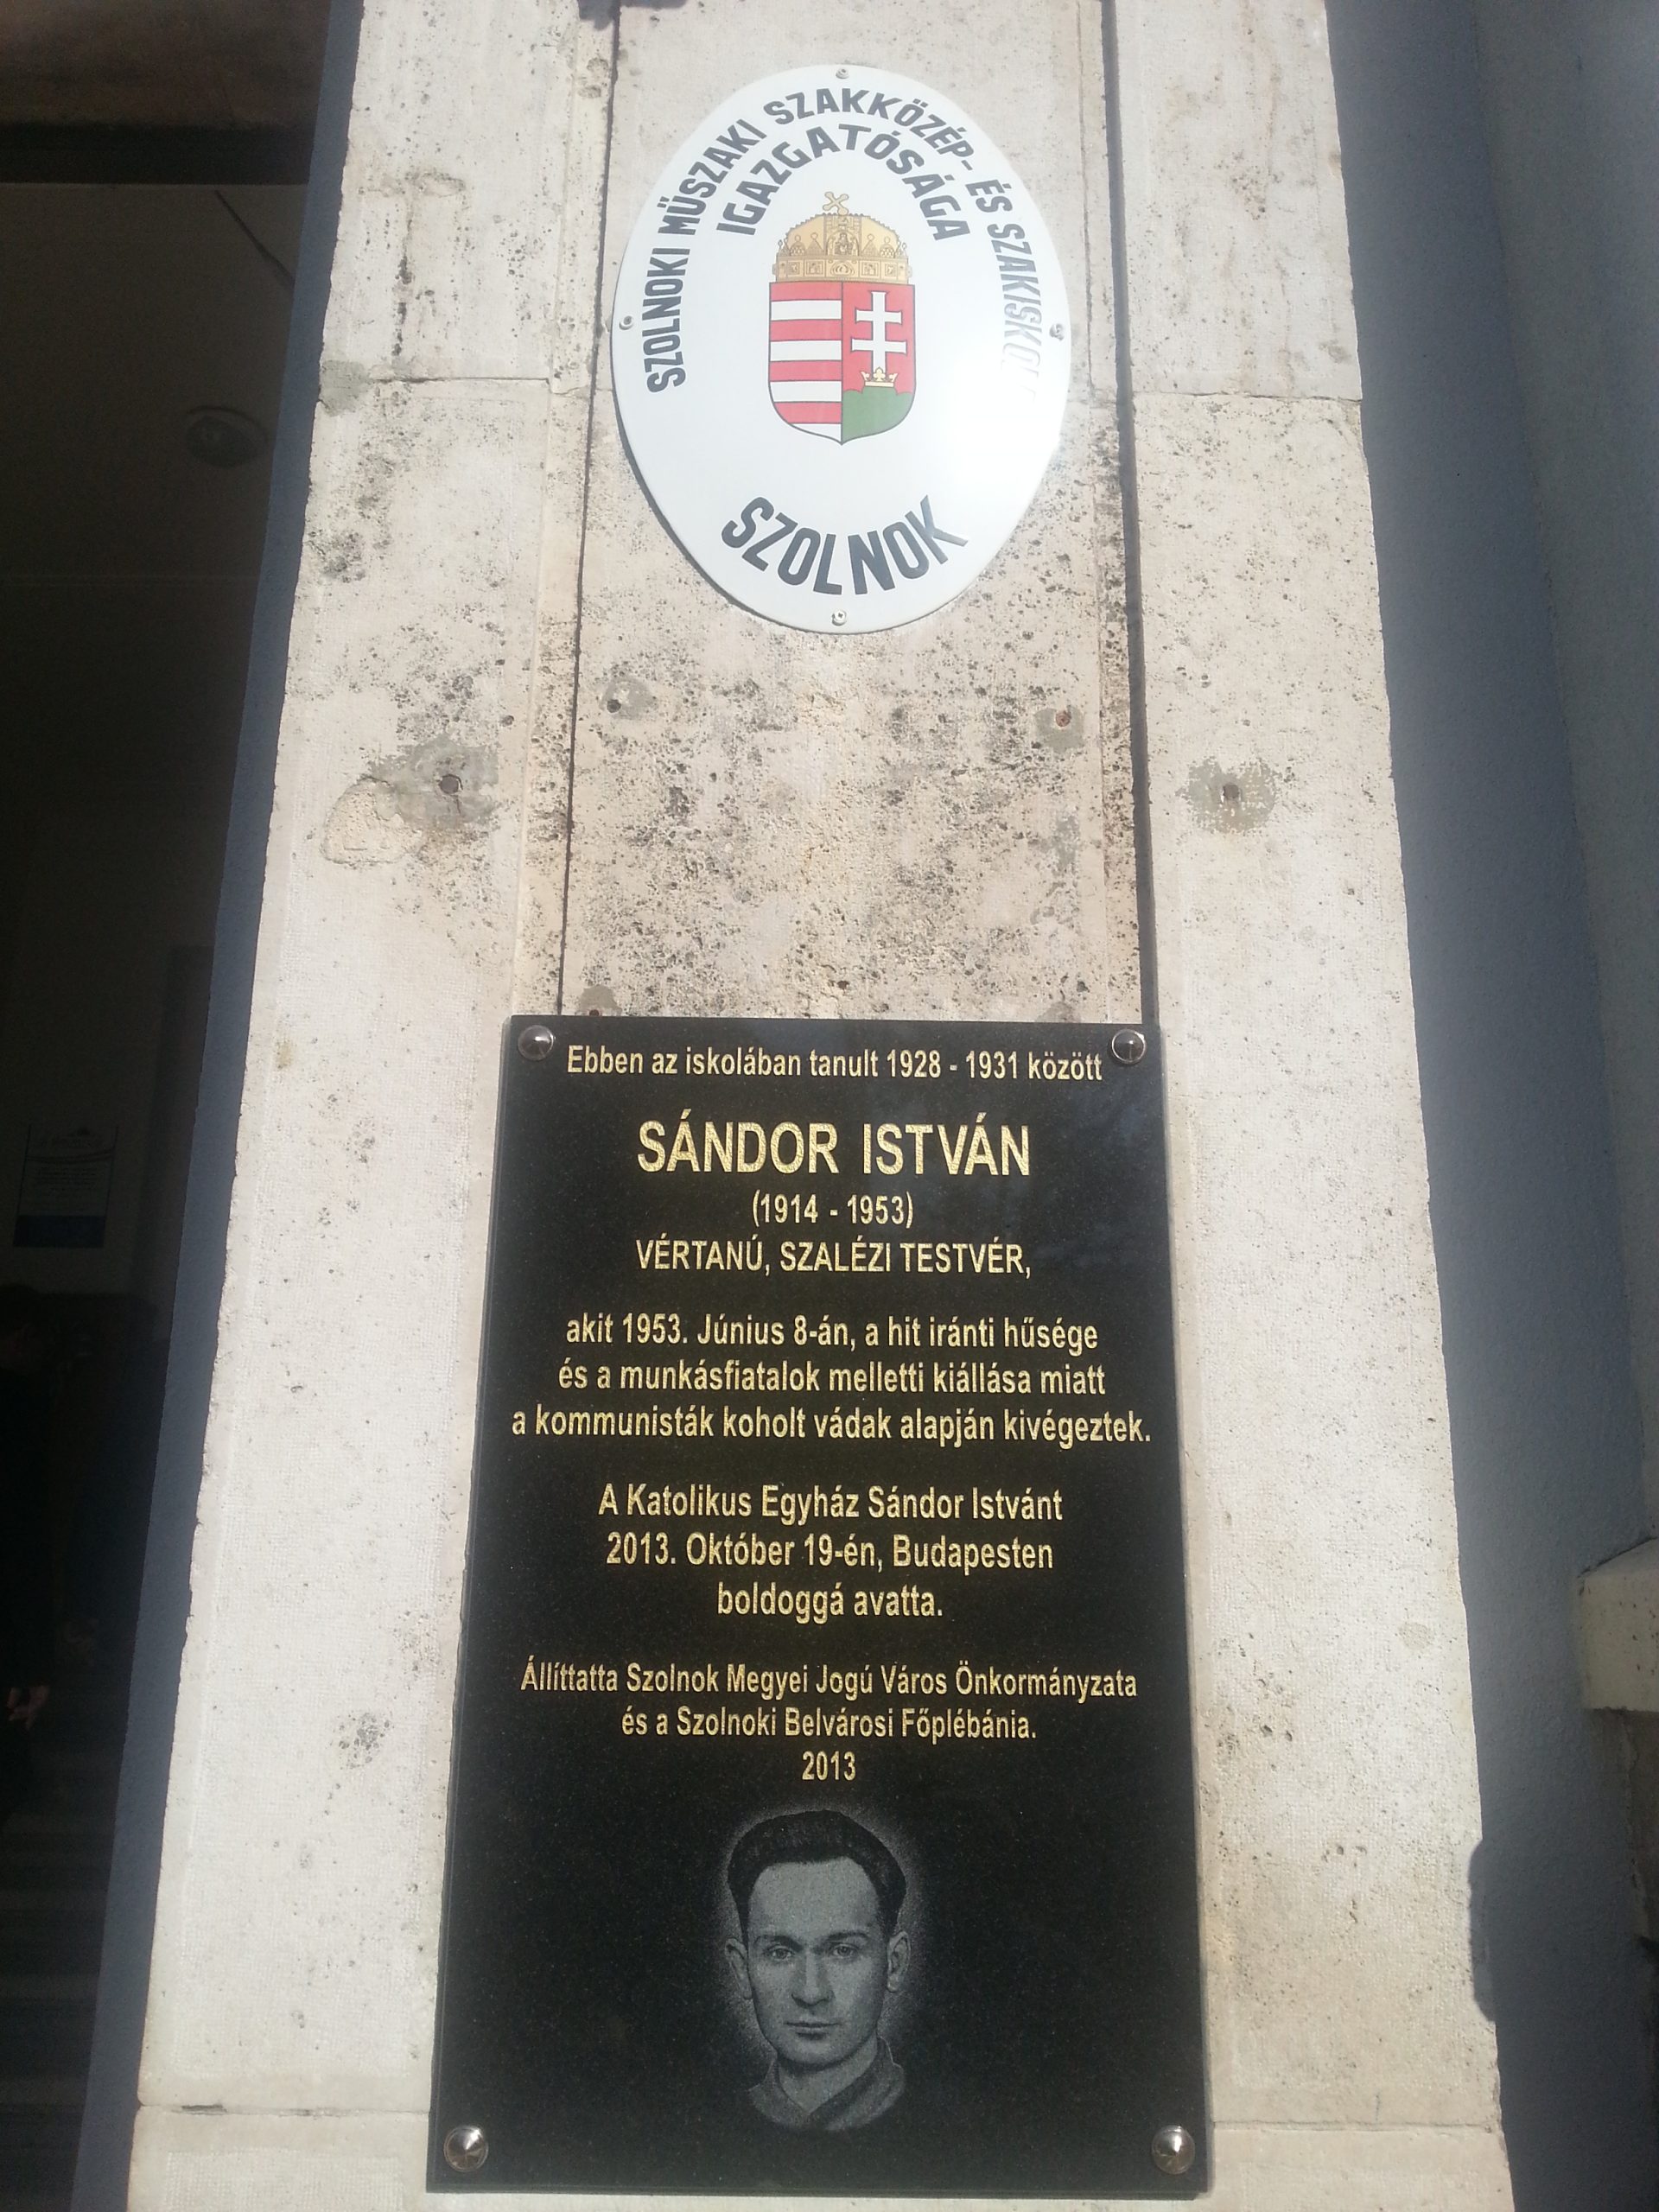 SZOLNOKI MŰSZAKI SZAKKÖZÉP- ÉS SZAKISKOLA
IGAZGATÓSÁGA
SZOLNOK
Ebben az iskolában tanult 1928 - 1931 között
SÁNDOR ISTVÁN
(1914 - 1953)
VÉRTANÚ, SZALÉZI TESTVÉR,
akit 1953. Június 8-án, a hit iránti hűsége
és a munkásfiatalok melletti kiállása miatt
a kommunisták koholt vádak alapján kivégeztek.
A Katolikus Egyház Sándor Istvánt
2013. Október 19-én, Budapesten
boldoggá avatta.
Állíttatta Szolnok Megyei Jogú Város Önkormányzata
és a Szolnoki Belvárosi Főplébánia.
2013